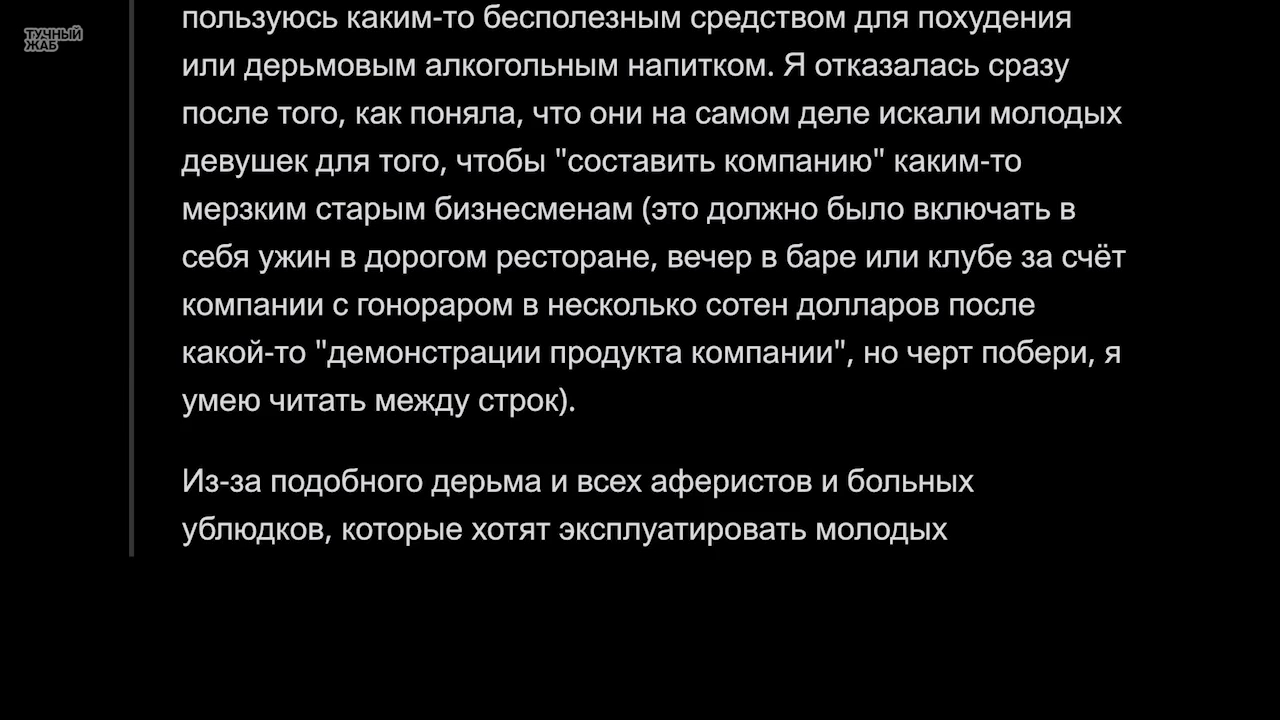 ТУЧНЫЙ
ЖАБ
пользуюсь каким-то бесполезным средством для похудения
или дерьмовым алкогольным напитком. Я отказалась сразу
после того, как поняла, что они на самом деле искали молодых
девушек для того, чтобы "составить компанию" каким-то
мерзким старым бизнесменам (это должно было включать в
себя ужин в дорогом ресторане, вечер в баре или клубе за счёт
компании с гонораром в несколько сотен долларов после
какой-то "демонстрации продукта компании", но черт побери, я
умею читать между строк).
Из-за подобного дерьма и всех аферистов и больных
ублюдков, которые хотят эксплуатировать молодых